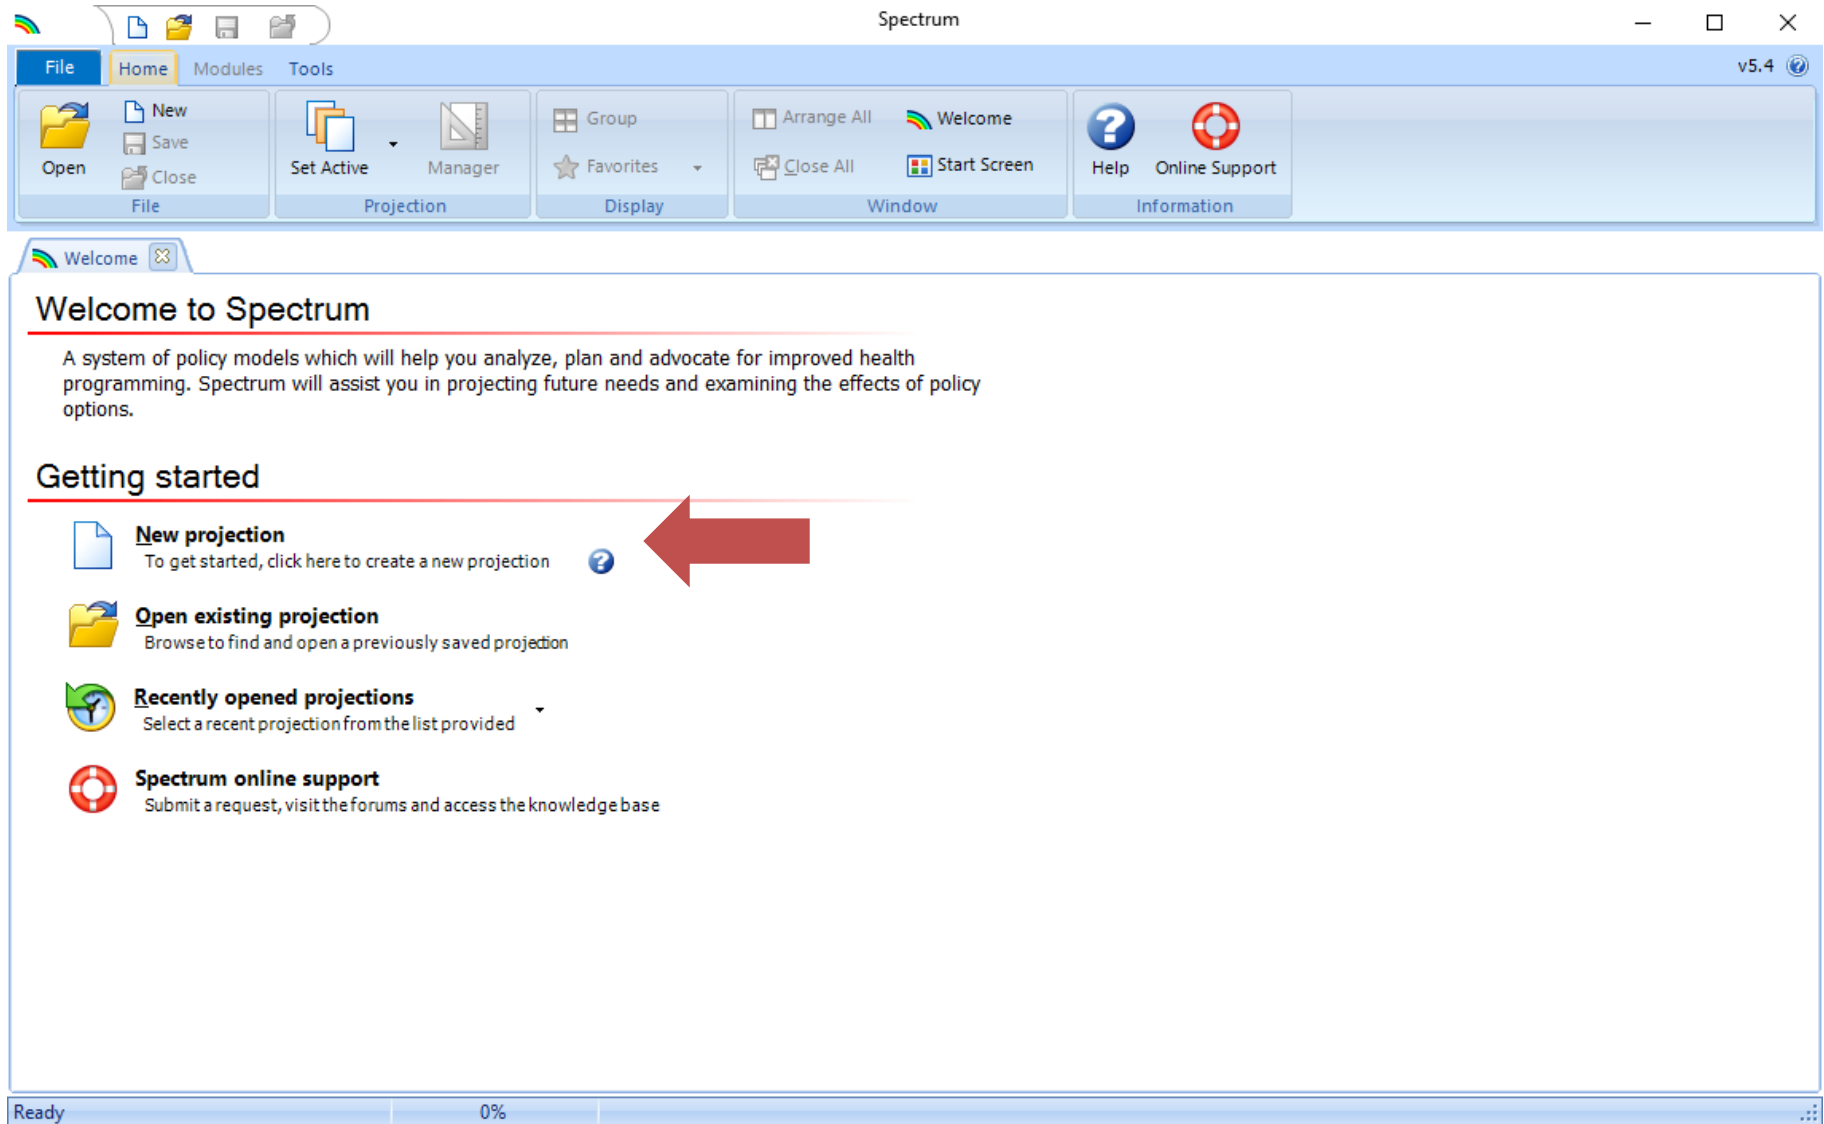 Spectrum
File Home Modules Tools v5.4
Open New Save Close
Set Active Manager
Group Favorites
Arrange All Close All Welcome Start Screen
Help Online Support
File Projection Display Window Information
Welcome
Welcome to Spectrum
A system of policy models which will help you analyze, plan and advocate for improved health
programming. Spectrum will assist you in projecting future needs and examining the effects of policy
options.
Getting started
New projection
To get started, click here to create a new projection
Open existing projection
Browse to find and open a previously saved projection
Recently opened projections
Select a recent projection from the list provided
Spectrum online support
Submit a request, visit the forums and access the knowledge base
Ready 0%